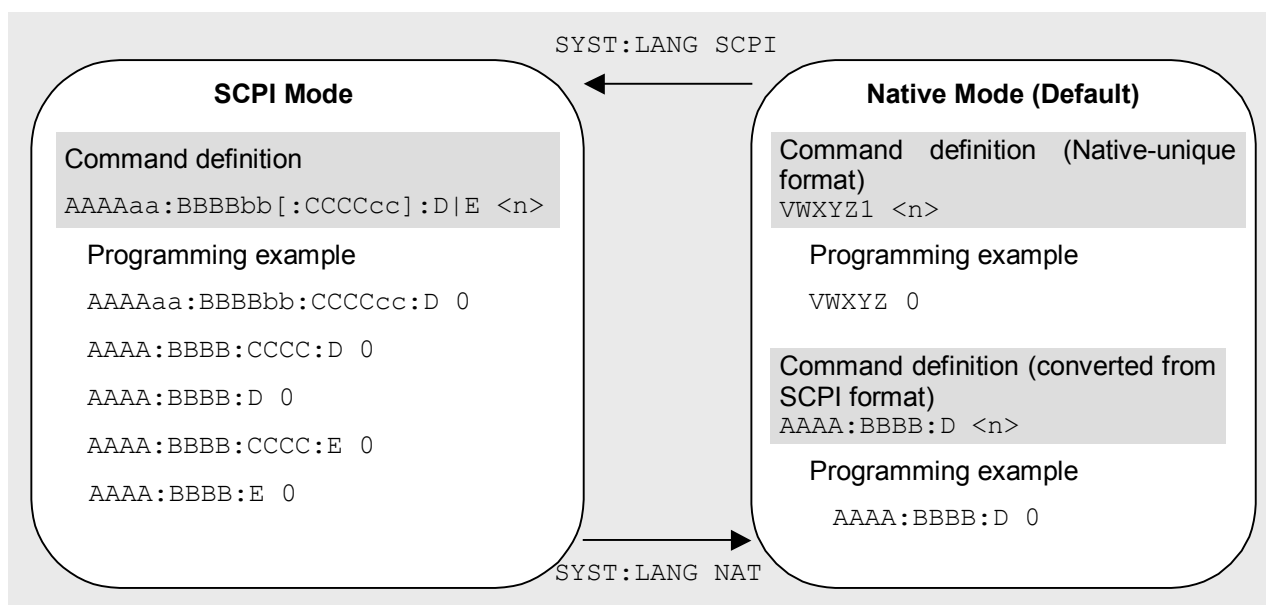 SYST:LANG SCPI
SCPI Mode
Command definition
AAAAaa:BBBBbb[:CCCCcc]:D|E <n>
Programming example
AAAAaa:BBBBbb:CCCCcc:D 0
AAAA:BBBB:CCCC:D 0
AAAA:BBBB:D 0
AAAA:BBBB:CCCC:E 0
AAAA:BBBB:E 0
Native Mode (Default)
Command definition (Native-unique
format)
VWXYZ1 <n>
Programming example
VWXYZ 0
Command definition (converted from
SCPI format)
AAAA:BBBB:D <n>
Programming example
AAAA:BBBB:D 0
SYST:LANG NAT